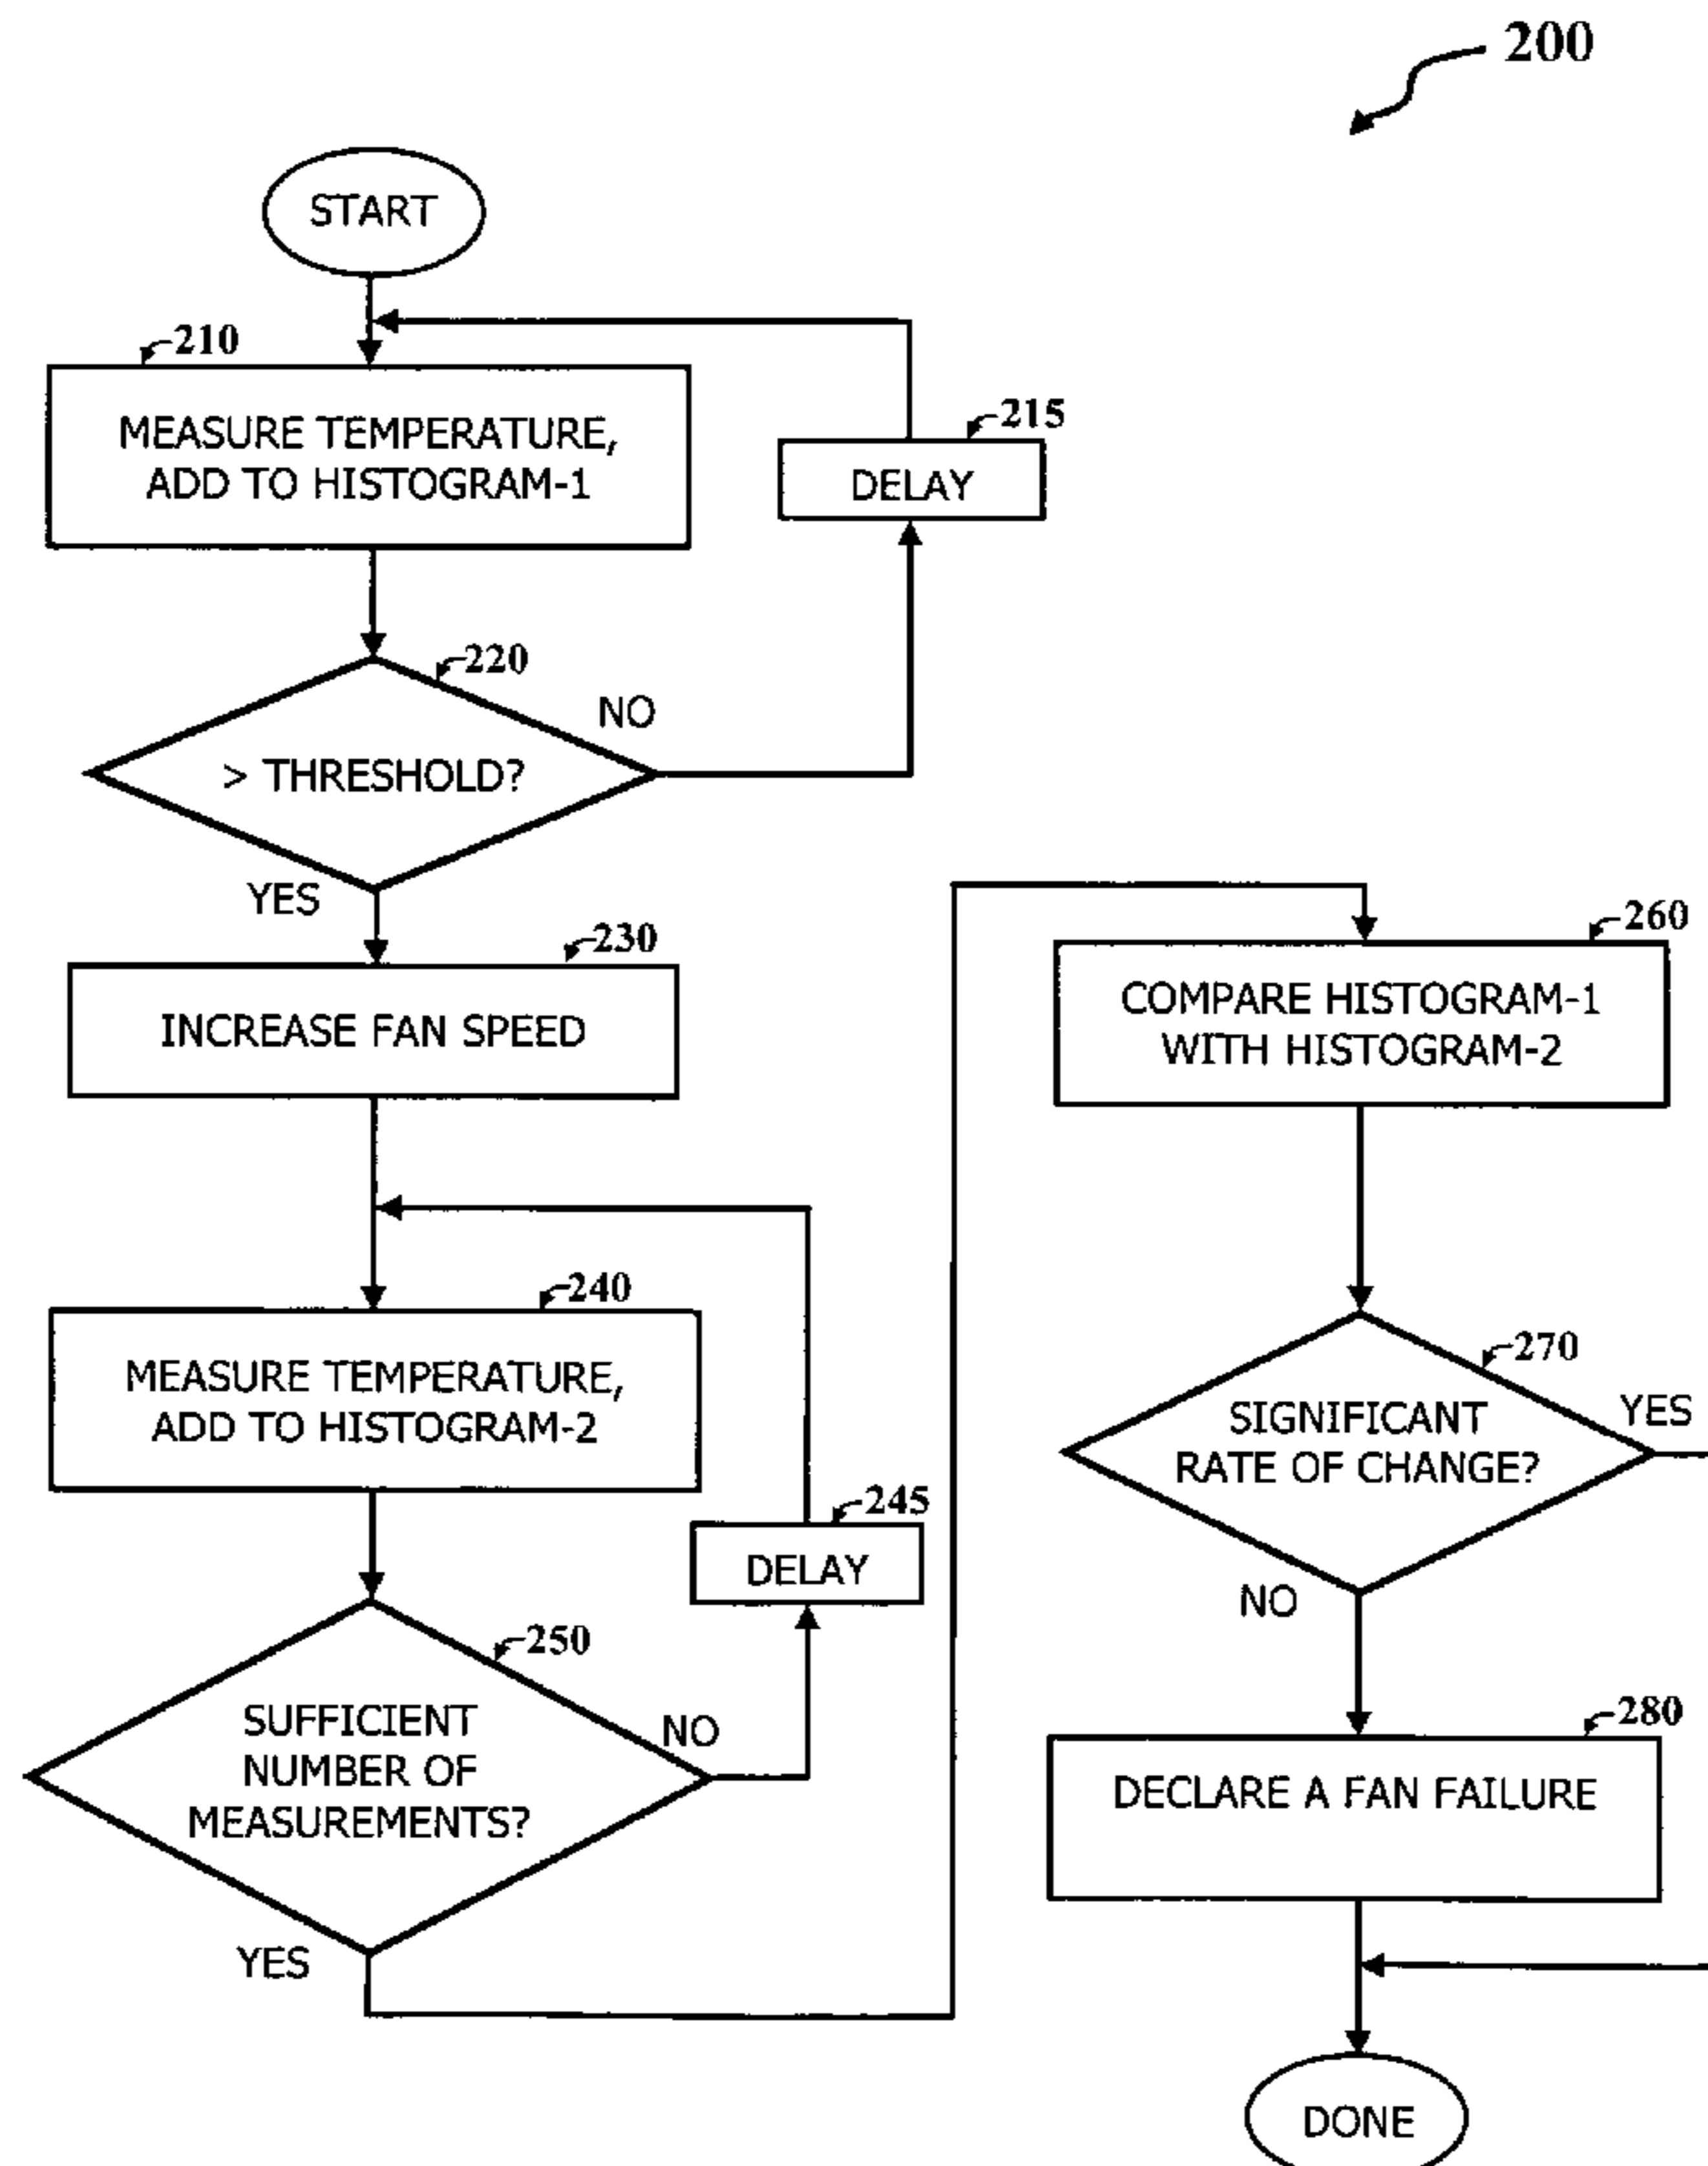 200
START
210
MEASURE TEMPERATURE,
ADD TO HISTOGRAM-1
215
DELAY
220
> THRESHOLD?
NO
YES
230
INCREASE FAN SPEED
240
MEASURE TEMPERATURE,
ADD TO HISTOGRAM-2
245
DELAY
250
SUFFICIENT
NUMBER OF
MEASUREMENTS?
NO
YES
260
COMPARE HISTOGRAM-1
WITH HISTOGRAM-2
270
SIGNIFICANT
RATE OF CHANGE?
YES
NO
280
DECLARE A FAN FAILURE
DONE